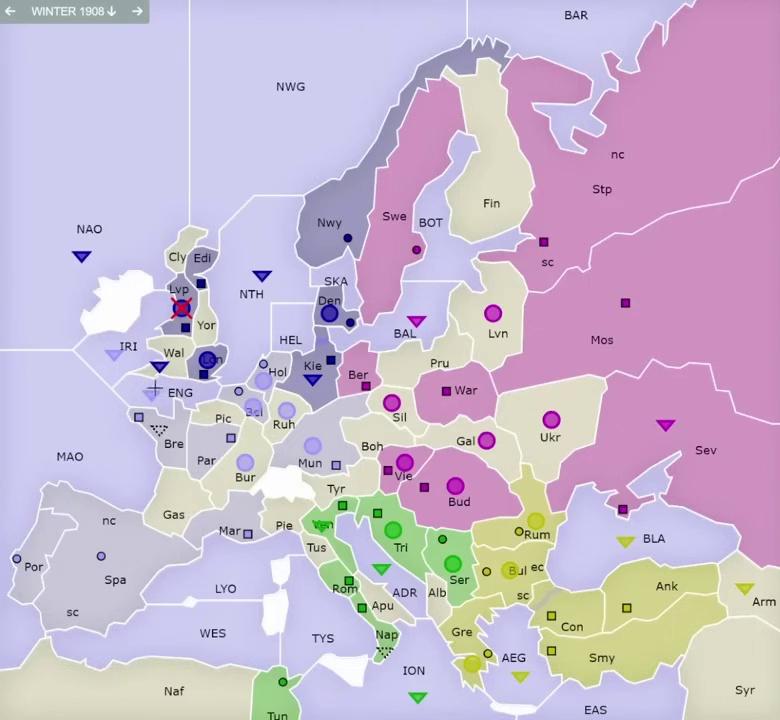 WINTER 1908
BAR
NWG
nc
Stp
Fin
Swe
BOT
Nwy
NAO
Cly
Edi
sc
SKA
Lvp
NTH
Den
Mos
Yor
Lvn
BAL
IRI
HEL
Wal
Lon
Kie
Pru
Hol
Ber
ENG
War
Bel
Sil
Pic
Ruh
Ukr
Gal
Bre
Boh
Sev
MAO
Par
Mun
Vie
Bur
Bud
Tyr
Gas
nc
Mar
Pie
Ven
Rum
BLA
Tus
Tri
Por
Spa
Ser
Bul
ec
LYO
Rom
ADR
Alb
sc
Ank
Arm
sc
Apu
Con
WES
TYS
Nap
Gre
AEG
Smy
ION
Naf
Syr
EAS
Tun